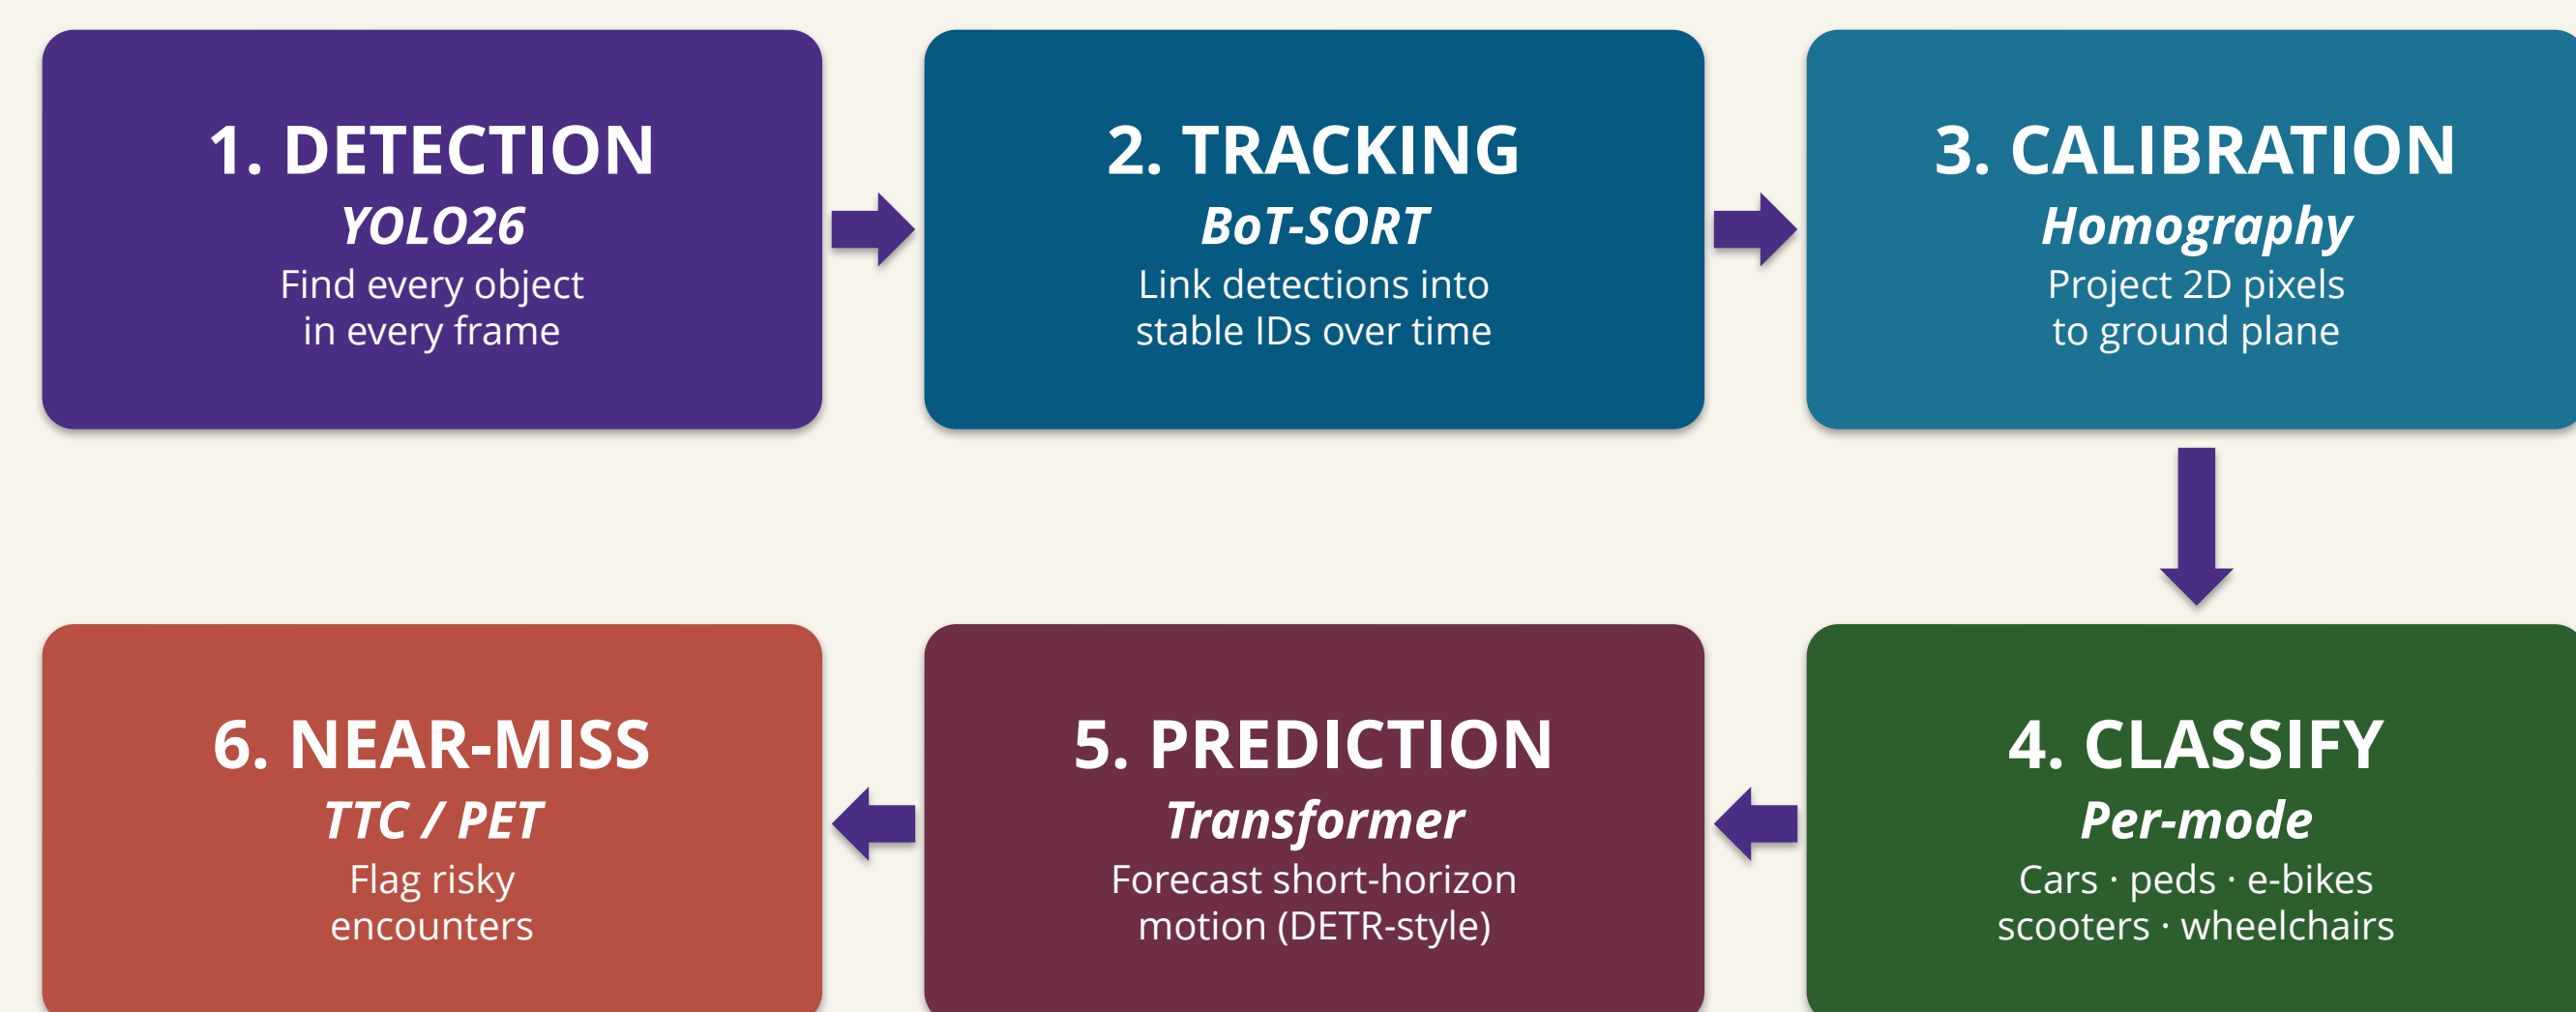 1. DETECTION
YOLO26
Find every object
in every frame
2. TRACKING
BoT-SORT
Link detections into
stable IDs over time
3. CALIBRATION
Homography
Project 2D pixels
to ground plane
4. CLASSIFY
Per-mode
Cars · peds · e-bikes
scooters · wheelchairs
5. PREDICTION
Transformer
Forecast short-horizon
motion (DETR-style)
6. NEAR-MISS
TTC / PET
Flag risky
encounters